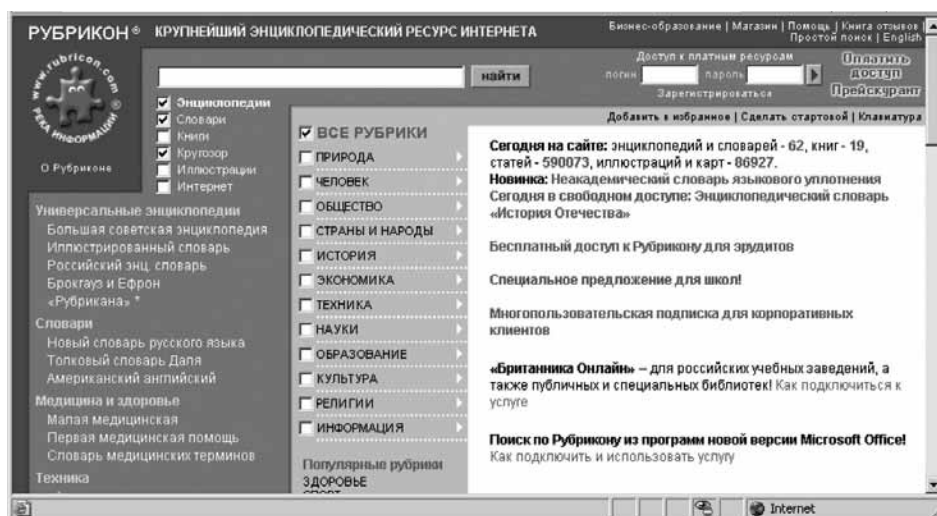 РУБРИКОН® КРУПНЕЙШИЙ ЭНЦИКЛОПЕДИЧЕСКИЙ РЕСУРС ИНТЕРНЕТА
Бизнес-образование | Магазин | Помощь | Книга отзывов |
Простой поиск | English
www.rubricon.com
РЕКА ИНФОРМАЦИИ
О Рубриконе
найти
Доступ к платным ресурсам
логин
пароль
Зарегистрироваться
Оплатить
доступ
Прейскурант
Энциклопедии
Словари
Книги
Кругозор
Иллюстрации
Интернет
Добавить в избранное | Сделать стартовой | Клавиатура
Универсальные энциклопедии
Большая советская энциклопедия
Иллюстрированный словарь
Российский энц. словарь
Брокгауз и Ефрон
«Рубрикана» *
Словари
Новый словарь русского языка
Толковый словарь Даля
Американский английский
Медицина и здоровье
Малая медицинская
Первая медицинская помощь
Словарь медицинских терминов
Техника
ВСЕ РУБРИКИ
ПРИРОДА
ЧЕЛОВЕК
ОБЩЕСТВО
СТРАНЫ И НАРОДЫ
ИСТОРИЯ
ЭКОНОМИКА
ТЕХНИКА
НАУКИ
ОБРАЗОВАНИЕ
КУЛЬТУРА
РЕЛИГИИ
ИНФОРМАЦИЯ
Популярные рубрики
ЗДОРОВЬЕ
Сегодня на сайте: энциклопедий и словарей - 62, книг - 19,
статей - 590073, иллюстраций и карт - 86927.
Новинка: Неакадемический словарь языкового уплотнения
Сегодня в свободном доступе: Энциклопедический словарь
«История Отечества»
Бесплатный доступ к Рубрикону для эрудитов
Специальное предложение для школ!
Многопользовательская подписка для корпоративных
клиентов
«Британника Онлайн» – для российских учебных заведений, а
также публичных и специальных библиотек! Как подключиться к
услуге
Поиск по Рубрикону из программ новой версии Microsoft Office!
Как подключить и использовать услугу
Internet